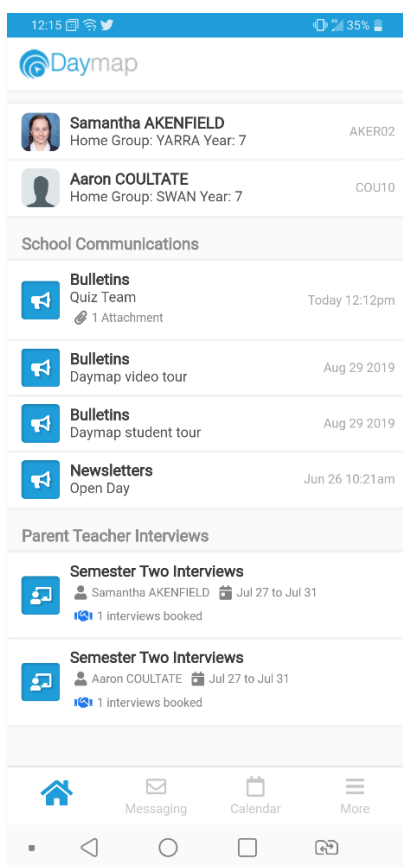 12:15 35%
Daymap
Samantha AKENFIELD
Home Group: YARRA Year: 7
AKER02
Aaron COULTATE
Home Group: SWAN Year: 7
COU10
School Communications
Bulletins
Quiz Team
Today 12:12pm
1 Attachment
Bulletins
Daymap video tour
Aug 29 2019
Bulletins
Daymap student tour
Aug 29 2019
Newsletters
Open Day
Jun 26 10:21am
Parent Teacher Interviews
Semester Two Interviews
Samantha AKENFIELD Jul 27 to Jul 31
1 interviews booked
Semester Two Interviews
Aaron COULTATE Jul 27 to Jul 31
1 interviews booked
Messaging Calendar More